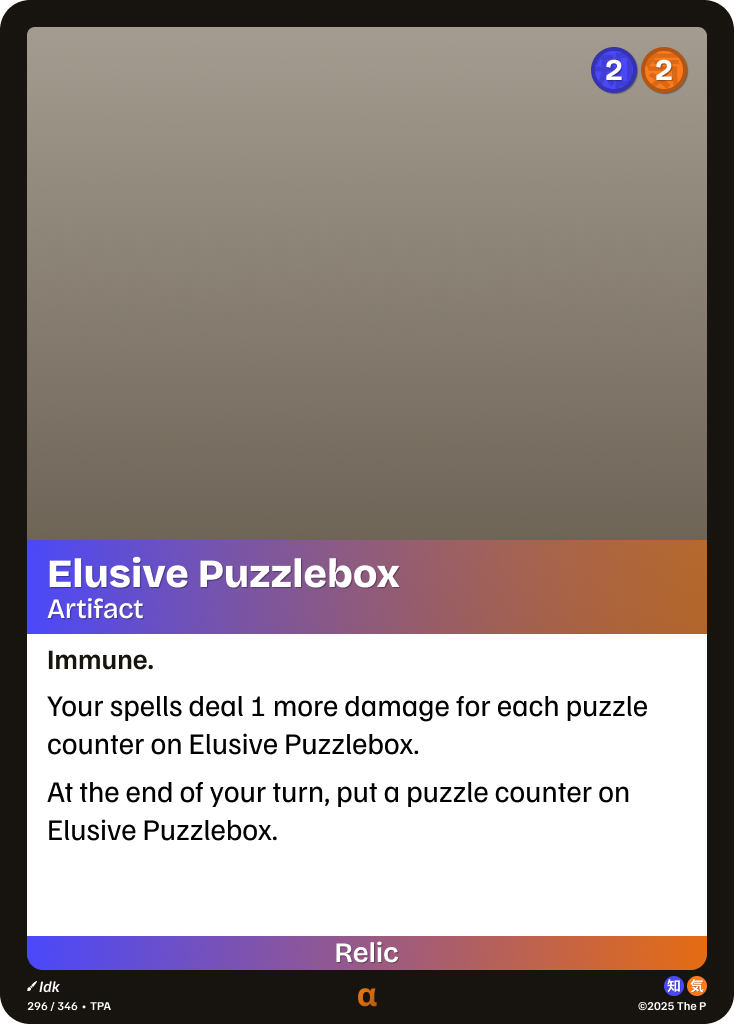 2 2
Elusive Puzzlebox
Artifact
Immune.
Your spells deal 1 more damage for each puzzle
counter on Elusive Puzzlebox.
At the end of your turn, put a puzzle counter on
Elusive Puzzlebox.
Relic
Idk
296 / 346 • TPA
α
知 気
©2025 The P